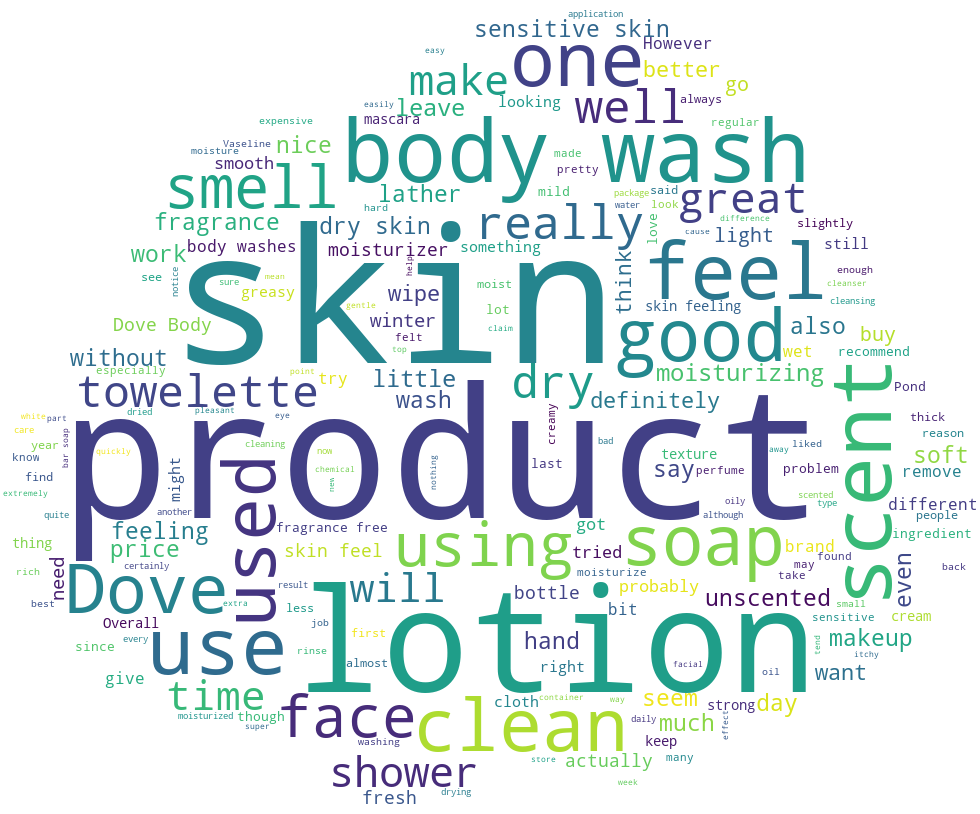 application
sensitive skin
However
easy
one
better
make
go
easily
looking
well
always
leave
mascara
expensive
regular
body wash
Vaseline
nice
moisture
smooth
made
pretty
smell
lather
mild
package
said
look
great
hard
water
love
difference
slightly
fragrance
dry skin
really
cause
light
still
work
body washes
moisturizer
something
feel
think
see
notice
sure
mean
greasy
help
skin
wipe
moist
enough
cleanser
gentle
lot
skin feeling
cleansing
Dove Body
winter
claim
good
also
buy
felt
top
without
especially
point
try
little
dry
moisturizing
wet
recommend
towelette
wash
definitely
Pond
white
part
dried
pleasant
eye
creamy
thick
care
year
product
bad
away
liked
reason
know
bar soap
quickly
cleaning
now
texture
scent
soft
find
might
used
chemical
new
nothing
last
say
perfume
problem
remove
extremely
scented
type
quite
another
fragrance free
oily
although
different
people
thing
feeling
price
using
got
soap
ingredient
skin feel
tried
brand
found
need
certainly
may
back
rich
Dove
result
moisturize
take
best
extra
will
less
bottle
probably
unscented
small
even
Overall
job
bit
sensitive
cream
since
every
use
first
lotion
hand
tend
makeup
rinse
almost
right
facial
oil
itchy
want
give
time
face
cloth
container
way
seem
strong
day
moisturized
though
clean
daily
much
effect
super
washing
keep
shower
store
actually
many
fresh
drying
week